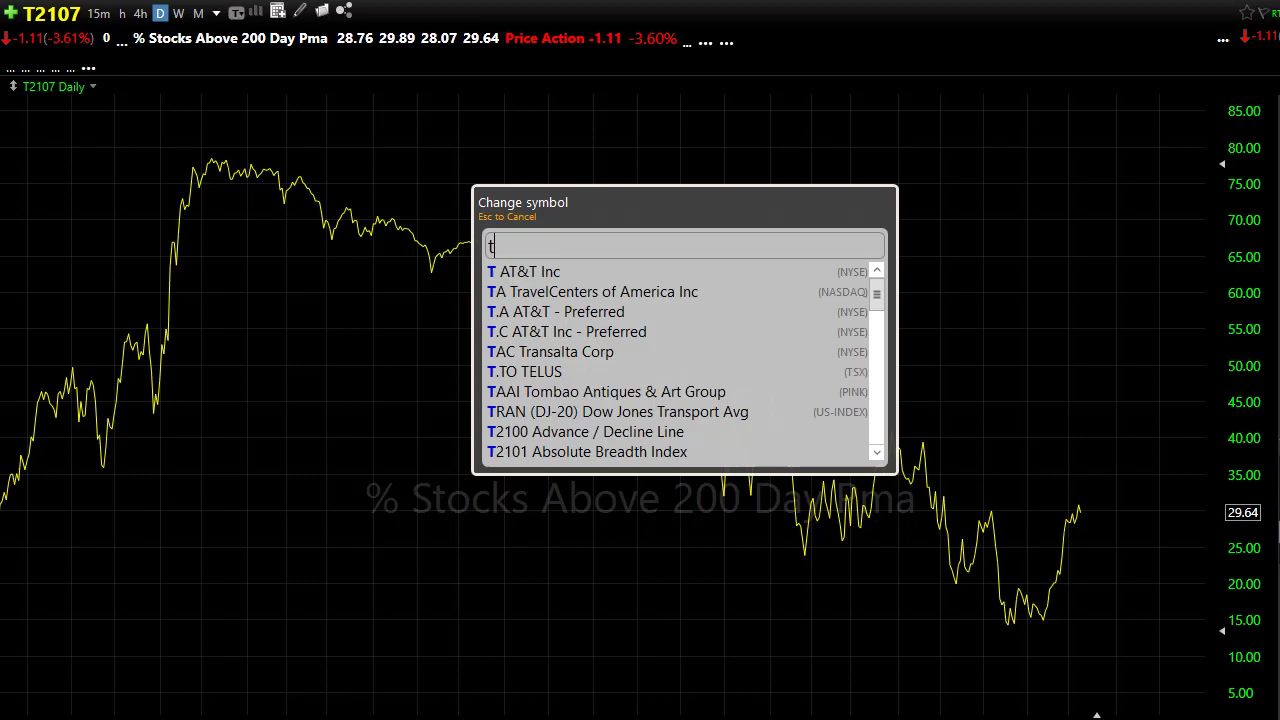 T2107 15m h 4h D W M T RT
-1.11(-3.61%) 0 ... % Stocks Above 200 Day Pma 28.76 29.89 28.07 29.64 Price Action -1.11 -3.60% ... ... ... ... -1.11
... ... ... ... ... ...
T2107 Daily
85.00
80.00
75.00
70.00
65.00
60.00
55.00
50.00
45.00
40.00
35.00
29.64
25.00
20.00
15.00
10.00
5.00
Change symbol
Esc to Cancel
t
T AT&T Inc (NYSE)
TA TravelCenters of America Inc (NASDAQ)
T.A AT&T - Preferred (NYSE)
T.C AT&T Inc - Preferred (NYSE)
TAC Transalta Corp (NYSE)
T.TO TELUS (TSX)
TAAI Tombao Antiques & Art Group (PINK)
TRAN (DJ-20) Dow Jones Transport Avg (US-INDEX)
T2100 Advance / Decline Line
T2101 Absolute Breadth Index
% Stocks Above 200 Day Pma